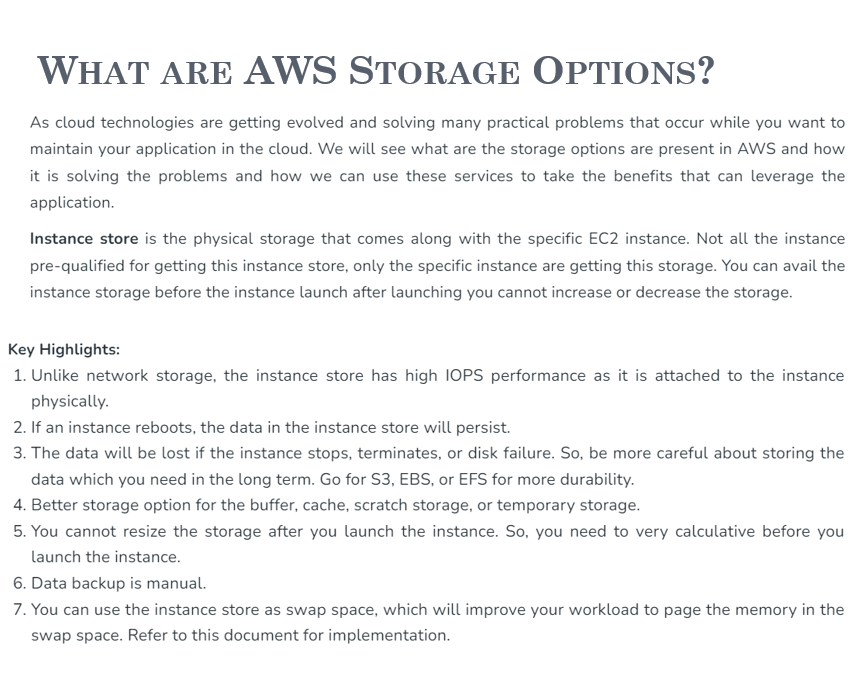 What are AWS Storage Options?
As cloud technologies are getting evolved and solving many practical problems that occur while you want to
maintain your application in the cloud. We will see what are the storage options are present in AWS and how
it is solving the problems and how we can use these services to take the benefits that can leverage the
application.
Instance store is the physical storage that comes along with the specific EC2 instance. Not all the instance
pre-qualified for getting this instance store, only the specific instance are getting this storage. You can avail the
instance storage before the instance launch after launching you cannot increase or decrease the storage.
Key Highlights:
1. Unlike network storage, the instance store has high IOPS performance as it is attached to the instance
physically.
2. If an instance reboots, the data in the instance store will persist.
3. The data will be lost if the instance stops, terminates, or disk failure. So, be more careful about storing the
data which you need in the long term. Go for S3, EBS, or EFS for more durability.
4. Better storage option for the buffer, cache, scratch storage, or temporary storage.
5. You cannot resize the storage after you launch the instance. So, you need to very calculative before you
launch the instance.
6. Data backup is manual.
7. You can use the instance store as swap space, which will improve your workload to page the memory in the
swap space. Refer to this document for implementation.